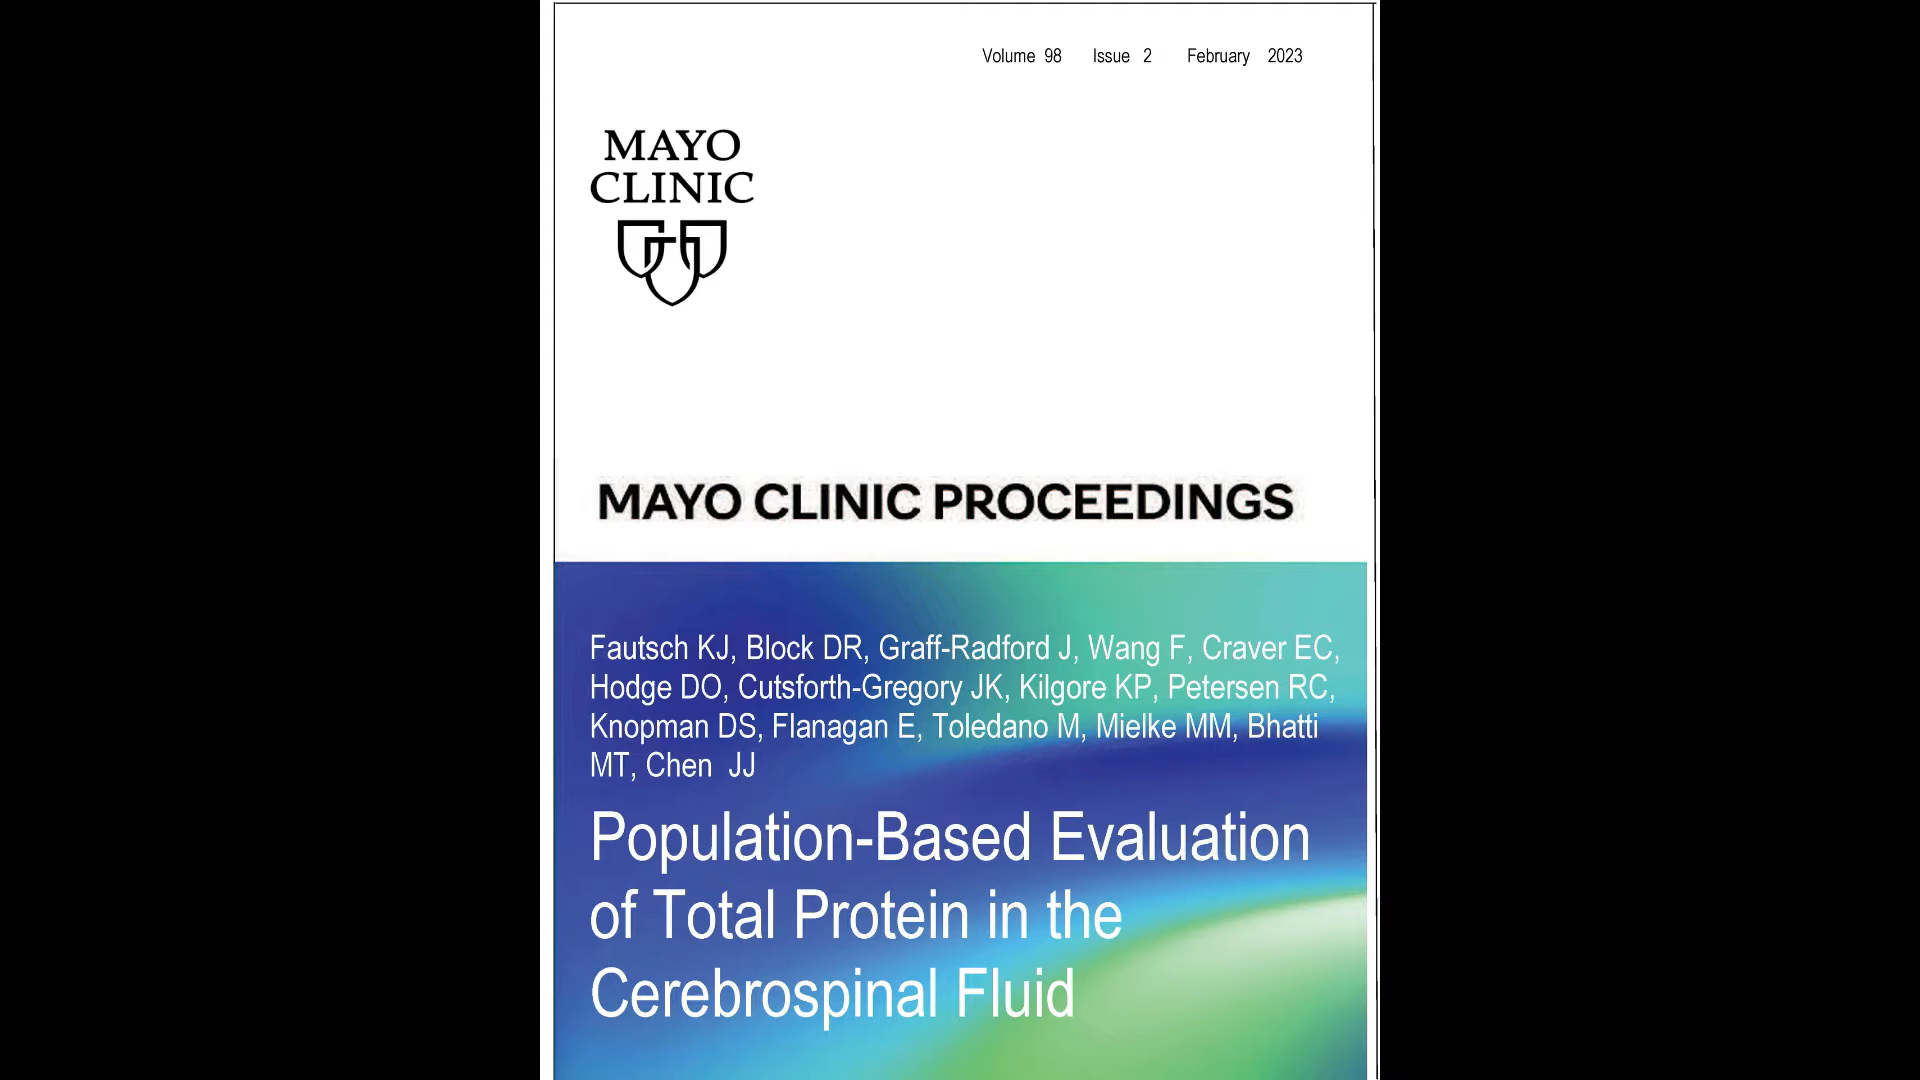 Volume 98 Issue 2 February 2023
MAYO
CLINIC
MAYO CLINIC PROCEEDINGS
Fautsch KJ, Block DR, Graff-Radford J, Wang F, Craver EC,
Hodge DO, Cutsforth-Gregory JK, Kilgore KP, Petersen RC,
Knopman DS, Flanagan E, Toledano M, Mielke MM, Bhatti
MT, Chen JJ
Population-Based Evaluation
of Total Protein in the
Cerebrospinal Fluid